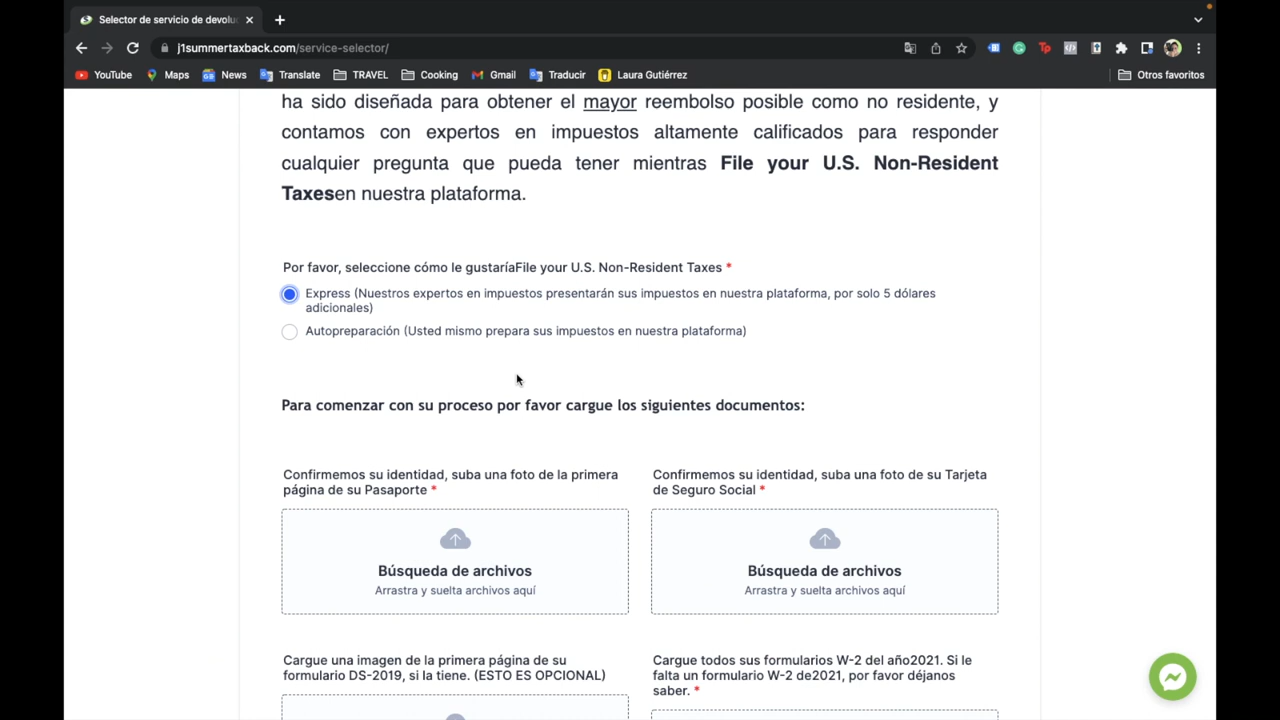 Selector de servicio de devolu
j1summertaxback.com/service-selector/
YouTube Maps News Translate TRAVEL Cooking Gmail Traducir Laura Gutiérrez Otros favoritos
ha sido diseñada para obtener el mayor reembolso posible como no residente, y
contamos con expertos en impuestos altamente calificados para responder
cualquier pregunta que pueda tener mientras File your U.S. Non-Resident
Taxesen nuestra plataforma.
Por favor, seleccione cómo le gustaríaFile your U.S. Non-Resident Taxes *
Express (Nuestros expertos en impuestos presentarán sus impuestos en nuestra plataforma, por solo 5 dólares
adicionales)
Autopreparación (Usted mismo prepara sus impuestos en nuestra plataforma)
Para comenzar con su proceso por favor cargue los siguientes documentos:
Confirmemos su identidad, suba una foto de la primera
página de su Pasaporte *
Búsqueda de archivos
Arrastra y suelta archivos aquí
Confirmemos su identidad, suba una foto de su Tarjeta
de Seguro Social *
Búsqueda de archivos
Arrastra y suelta archivos aquí
Cargue una imagen de la primera página de su
formulario DS-2019, si la tiene. (ESTO ES OPCIONAL)
Cargue todos sus formularios W-2 del año2021. Si le
falta un formulario W-2 de2021, por favor déjanos
saber. *